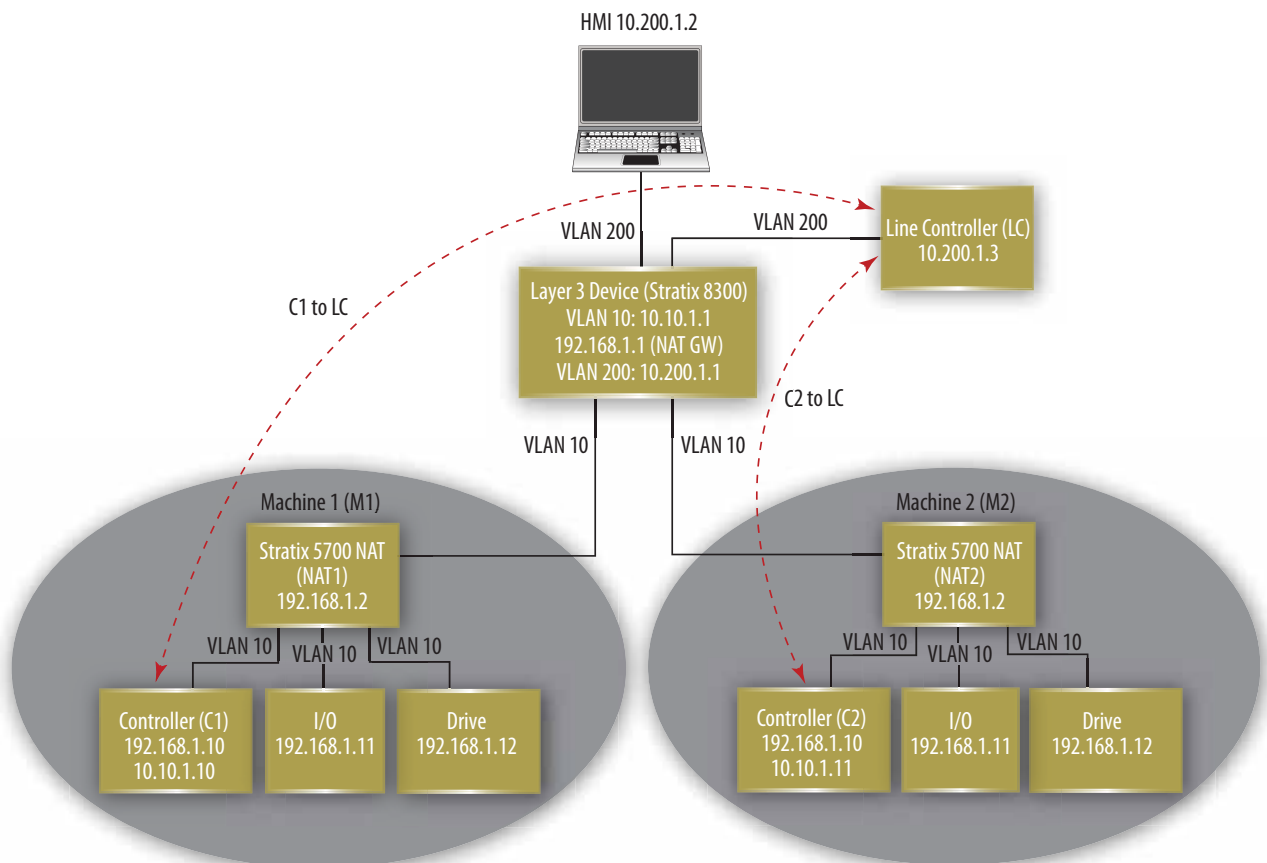 HMI 10.200.1.2
VLAN 200
VLAN 200
Line Controller (LC)
10.200.1.3
Layer 3 Device (Stratix 8300)
VLAN 10: 10.10.1.1
192.168.1.1 (NAT GW)
VLAN 200: 10.200.1.1
C1 to LC
C2 to LC
VLAN 10
VLAN 10
Machine 1 (M1)
Stratix 5700 NAT
(NAT1)
192.168.1.2
VLAN 10
VLAN 10
VLAN 10
Controller (C1)
192.168.1.10
10.10.1.10
I/O
192.168.1.11
Drive
192.168.1.12
Machine 2 (M2)
Stratix 5700 NAT
(NAT2)
192.168.1.2
VLAN 10
VLAN 10
VLAN 10
Controller (C2)
192.168.1.10
10.10.1.11
I/O
192.168.1.11
Drive
192.168.1.12